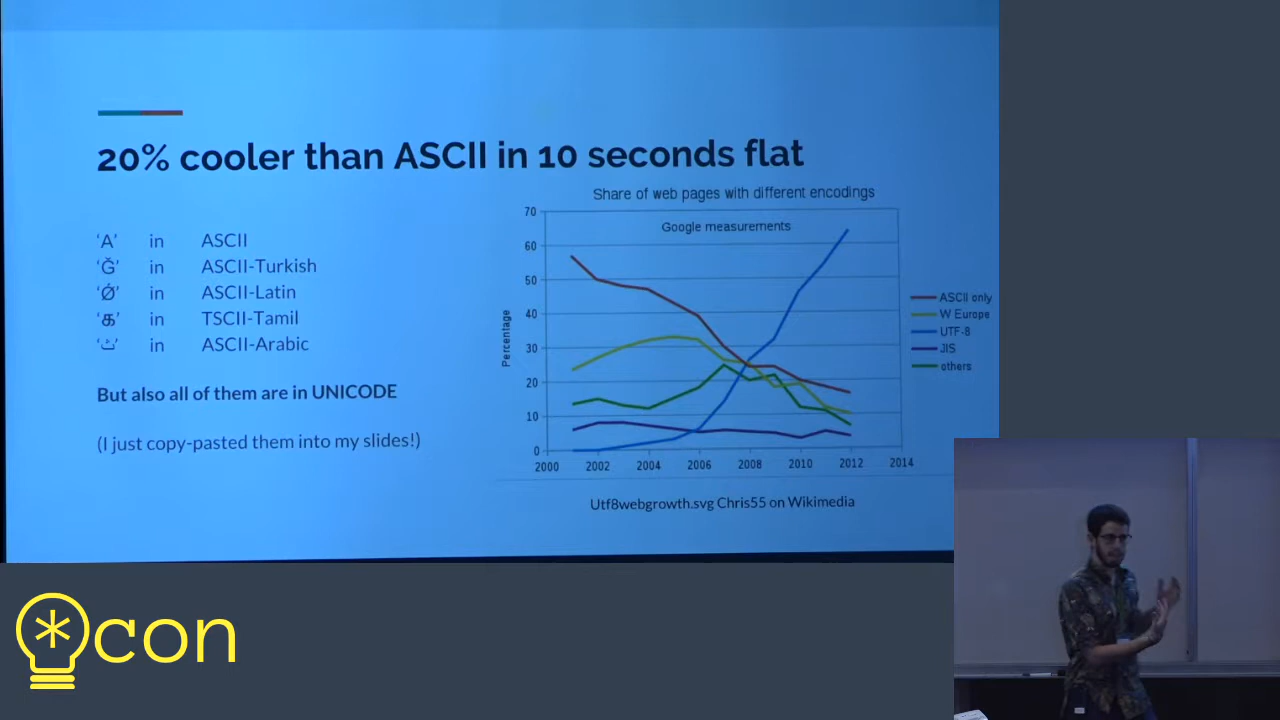 20% cooler than ASCII in 10 seconds flat
'A' in ASCII
'Ğ' in ASCII-Turkish
'Ǿ' in ASCII-Latin
'க' in TSCII-Tamil
in ASCII-Arabic
But also all of them are in UNICODE
(I just copy-pasted them into my slides!)
Share of web pages with different encodings
Google measurements
Percentage
70
60
50
40
30
20
10
0
2000 2002 2004 2006 2008 2010 2012 2014
ASCII only
W Europe
UTF-8
JIS
others
Utf8webgrowth.svg Chris55 on Wikimedia
*con